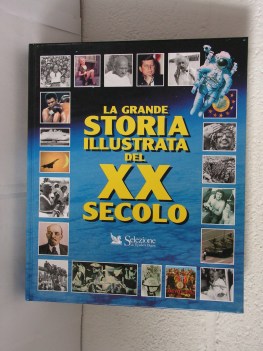 LA GRANDE
STORIA
ILLUSTRATA
DEL
XX
SECOLO
Selezione